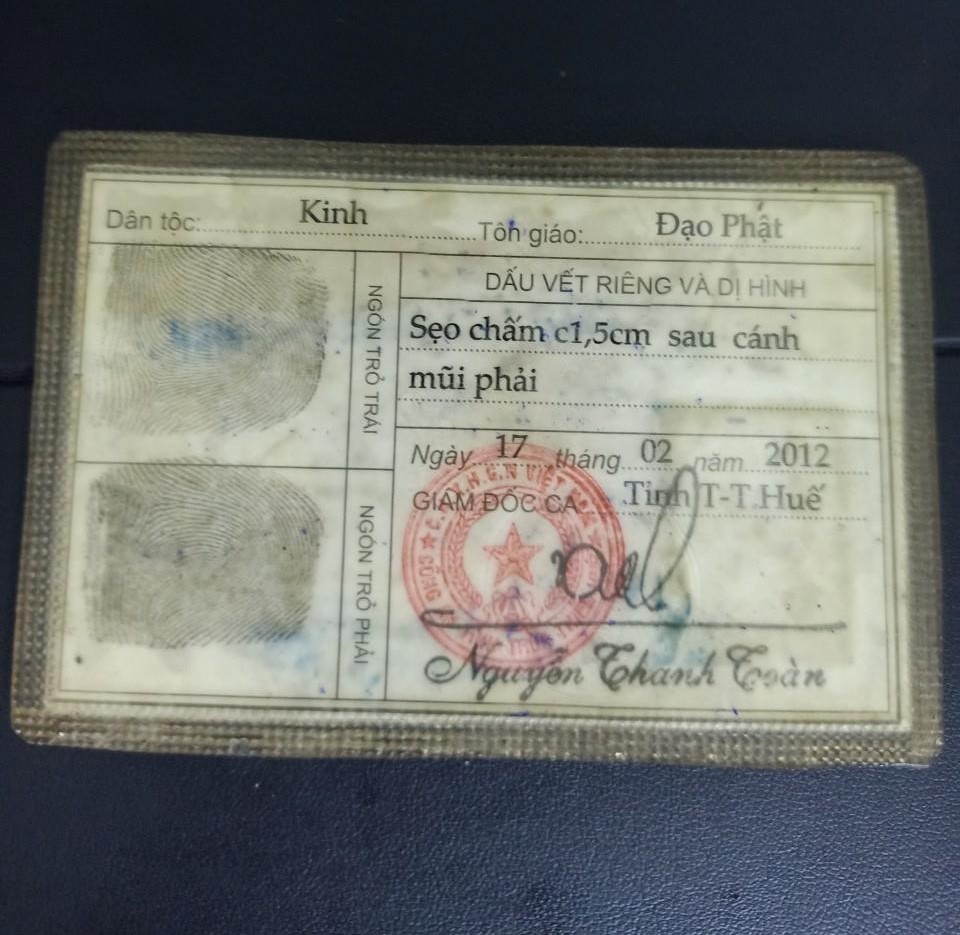 Dân tộc: Kinh Tôn giáo: Đạo Phật
NGÓN TRỎ TRÁI
NGÓN TRỎ PHẢI
DẤU VẾT RIÊNG VÀ DỊ HÌNH
Sẹo chấm c1,5cm sau cánh
mũi phải
Ngày 17 tháng 02 năm 2012
GIÁM ĐỐC CA Tỉnh T-T.Huế
Nguyễn Thanh Toàn